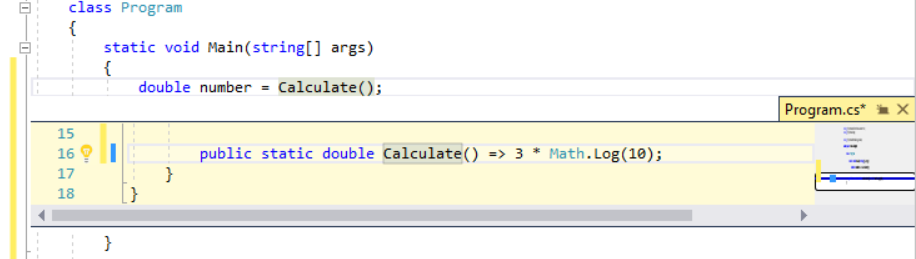 class Program
{
static void Main(string[] args)
{
double number = Calculate();
Program.cs*
15
16 public static double Calculate() => 3 * Math.Log(10);
17 }
18 }
}